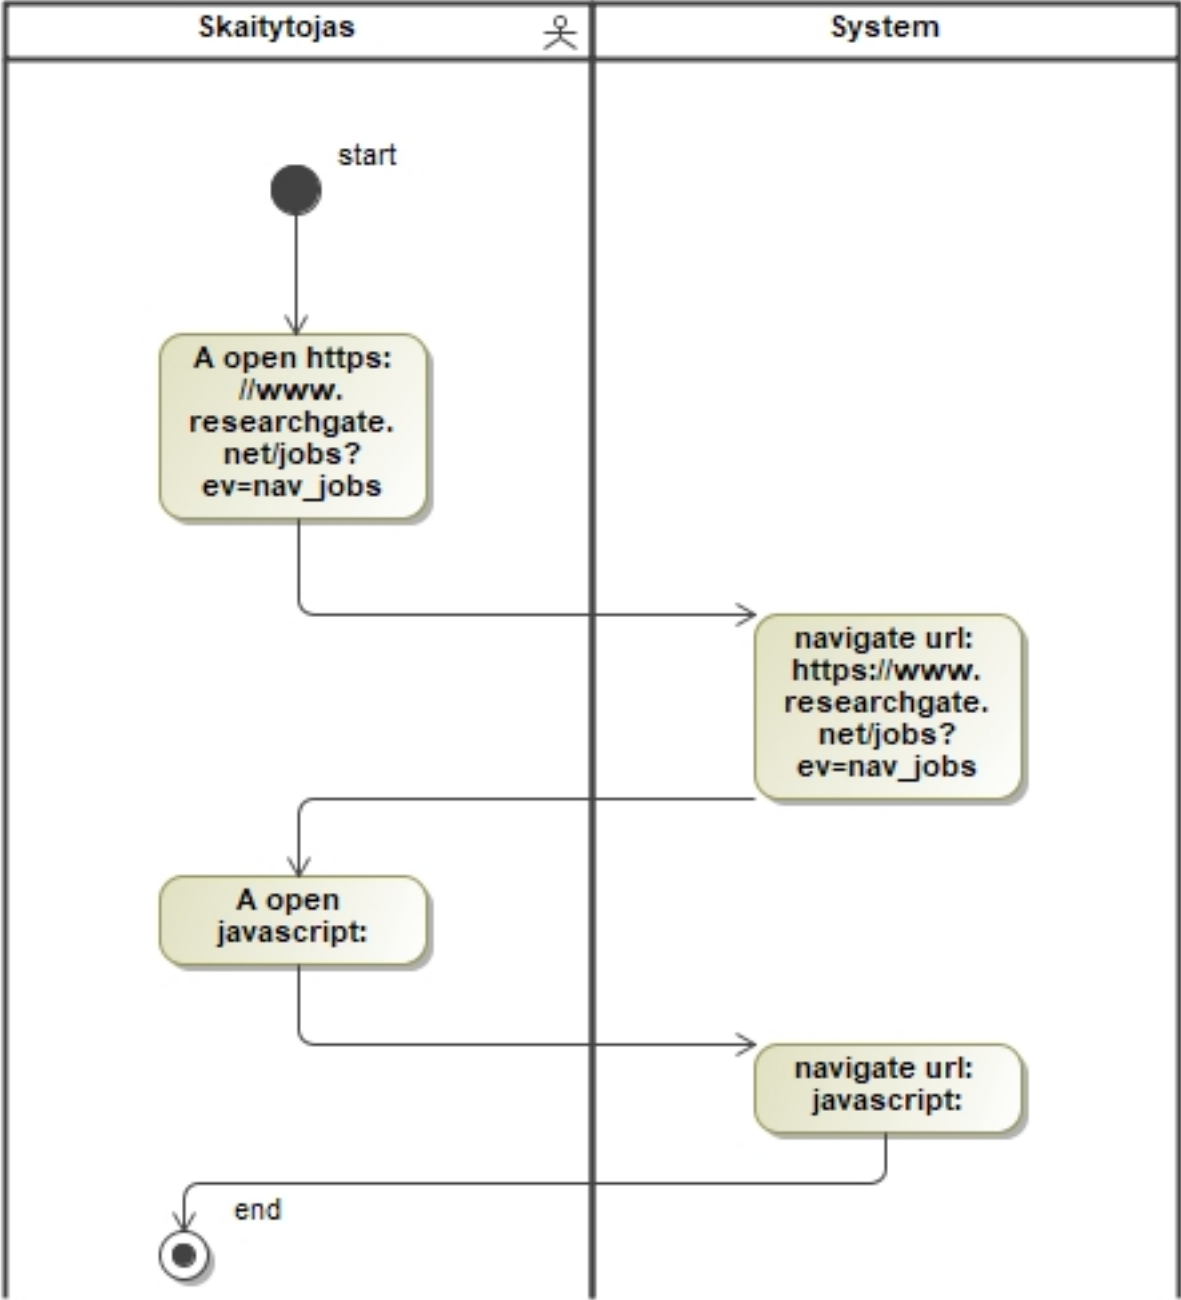 Skaitytojas
System
start
A open https:
//www.
researchgate.
net/jobs?
ev=nav_jobs
navigate url:
https://www.
researchgate.
net/jobs?
ev=nav_jobs
A open
javascript:
navigate url:
javascript:
end